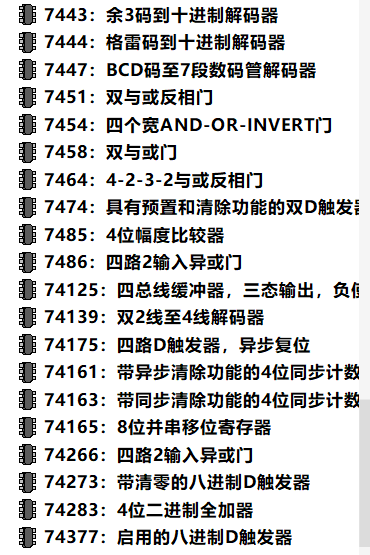 7443：余3码到十进制解码器
7444：格雷码到十进制解码器
7447：BCD码至7段数码管解码器
7451：双与或反相门
7454：四个宽AND-OR-INVERT门
7458：双与或门
7464：4-2-3-2与或反相门
7474：具有预置和清除功能的双D触发器
7485：4位幅度比较器
7486：四路2输入异或门
74125：四总线缓冲器，三态输出，负使
74139：双2线至4线解码器
74175：四路D触发器，异步复位
74161：带异步清除功能的4位同步计数
74163：带同步清除功能的4位同步计数
74165：8位并串移位寄存器
74266：四路2输入异或门
74273：带清零的八进制D触发器
74283：4位二进制全加器
74377：启用的八进制D触发器